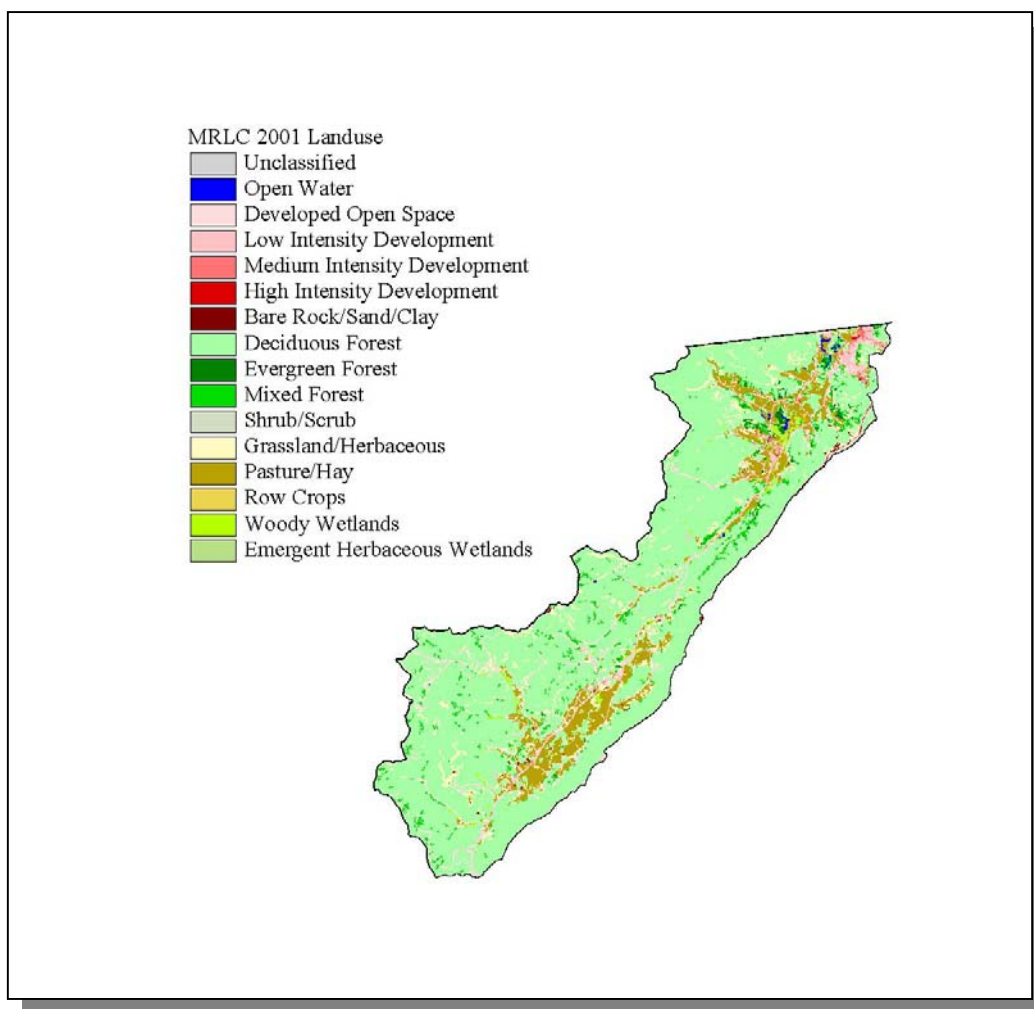 MRLC 2001 Landuse
Unclassified
Open Water
Developed Open Space
Low Intensity Development
Medium Intensity Development
High Intensity Development
Bare Rock/Sand/Clay
Deciduous Forest
Evergreen Forest
Mixed Forest
Shrub/Scrub
Grassland/Herbaceous
Pasture/Hay
Row Crops
Woody Wetlands
Emergent Herbaceous Wetlands